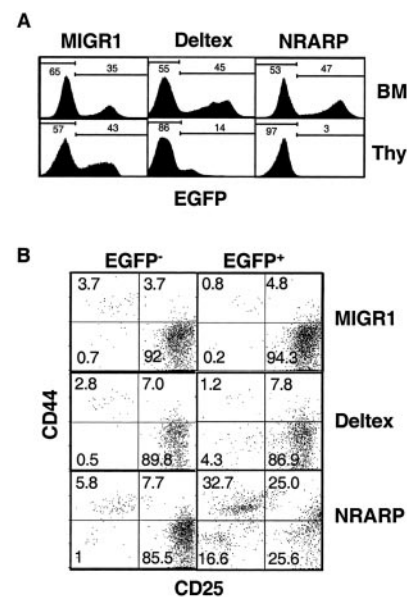 A
MIGR1 Deltex NRARP
65 35 55 45 53 47
BM
57 43 86 14 97 3
Thy
EGFP
B
EGFP- EGFP+
3.7 3.7 0.8 4.8
MIGR1
0.7 92 0.2 94.3
2.8 7.0 1.2 7.8
CD44
Deltex
0.5 89.8 4.3 86.9
5.8 7.7 32.7 25.0
NRARP
1 85.5 16.6 25.6
CD25